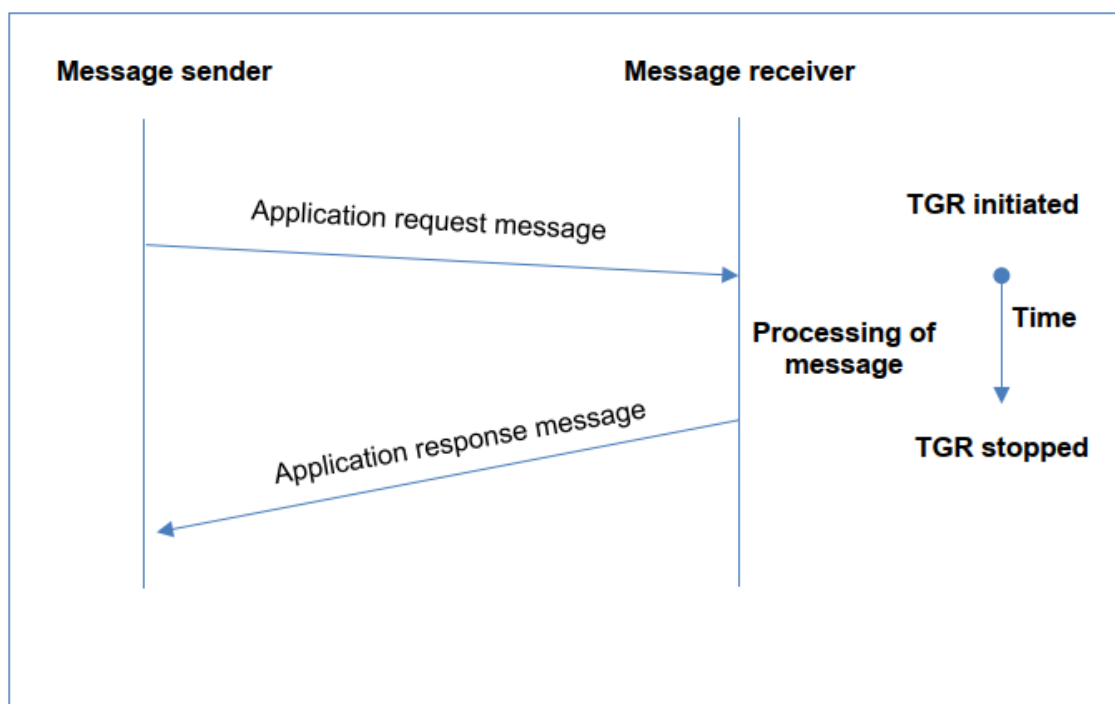 Message sender
Message receiver
Application request message
TGR initiated
Time
Processing of
message
Application response message
TGR stopped